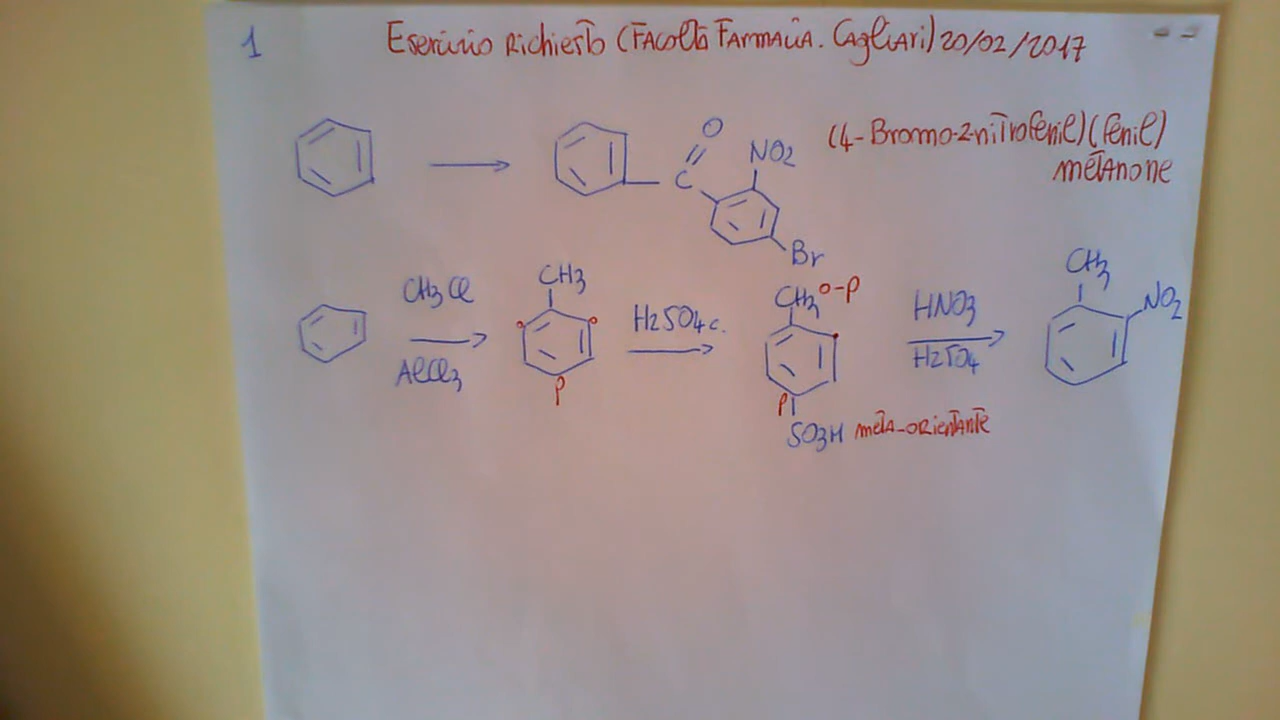 1
Esercizio Richiesto (Facoltà Farmacia. Cagliari) 20/02/2017
O
NO2
C
Br
(4-Bromo-2-nitrofenil)(fenil)
metanone
CH3Cl
AlCl3
CH3
o
o
p
H2SO4 c.
CH3 o-p
p
SO3H meta-orientante
HNO3
H2SO4
CH3
NO2